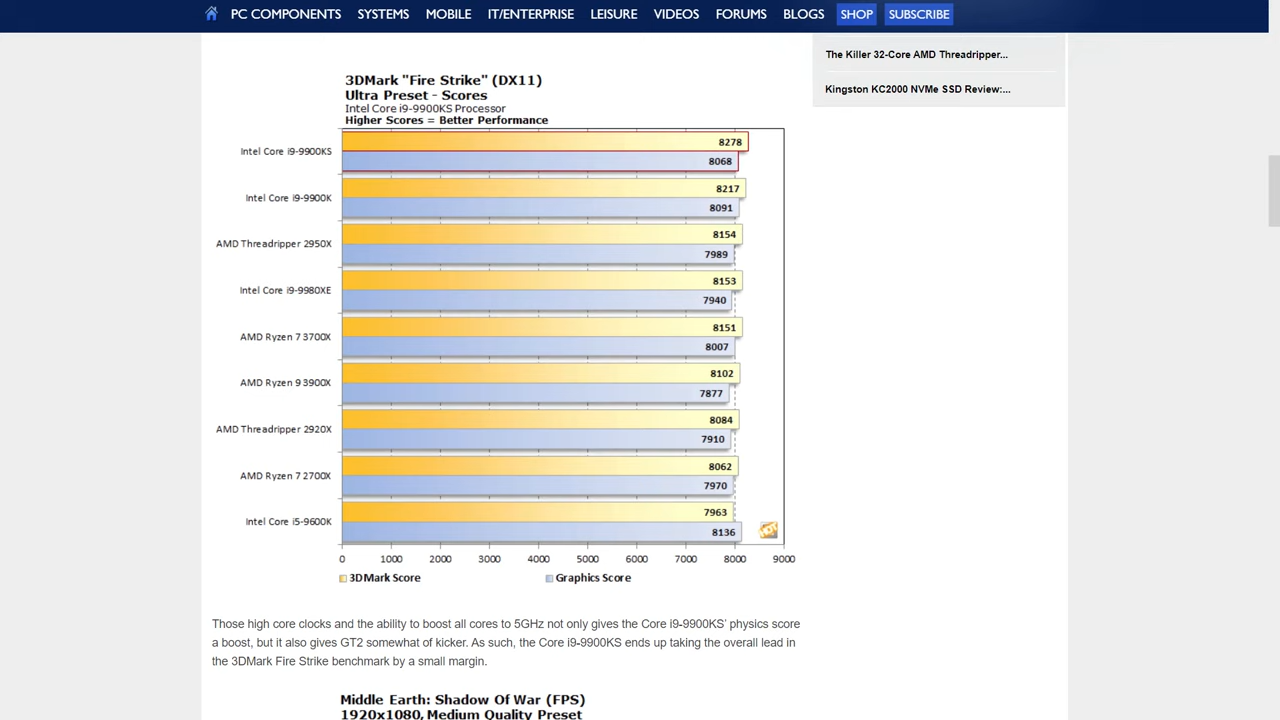 PC COMPONENTS SYSTEMS MOBILE IT/ENTERPRISE LEISURE VIDEOS FORUMS BLOGS SHOP SUBSCRIBE
The Killer 32-Core AMD Threadripper...
Kingston KC2000 NVMe SSD Review:...
3DMark "Fire Strike" (DX11)
Ultra Preset - Scores
Intel Core i9-9900KS Processor
Higher Scores = Better Performance
Intel Core i9-9900KS 8278
8068
Intel Core i9-9900K 8217
8091
AMD Threadripper 2950X 8154
7989
Intel Core i9-9980XE 8153
7940
AMD Ryzen 7 3700X 8151
8007
AMD Ryzen 9 3900X 8102
7877
AMD Threadripper 2920X 8084
7910
AMD Ryzen 7 2700X 8062
7970
Intel Core i5-9600K 7963
8136
0 1000 2000 3000 4000 5000 6000 7000 8000 9000
3DMark Score Graphics Score
Those high core clocks and the ability to boost all cores to 5GHz not only gives the Core i9-9900KS' physics score
a boost, but it also gives GT2 somewhat of kicker. As such, the Core i9-9900KS ends up taking the overall lead in
the 3DMark Fire Strike benchmark by a small margin.
Middle Earth: Shadow Of War (FPS)
1920x1080, Medium Quality Preset